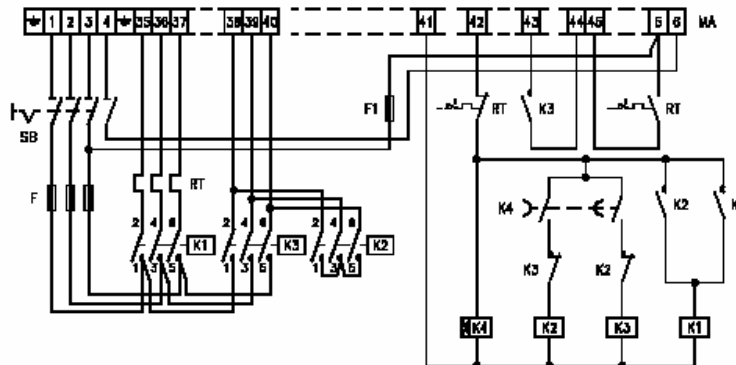 1 2 3 4 35 36 37 38 39 40 41 42 43 44 45 5 6 MA
F1 RT K3 RT
SB
F RT
K4 K2 K
2 4 6 2 4 6 2 4 6
K1 K3 K2 K3 K2
1 3 5 1 3 5 1 3 5
K4 K2 K3 K1